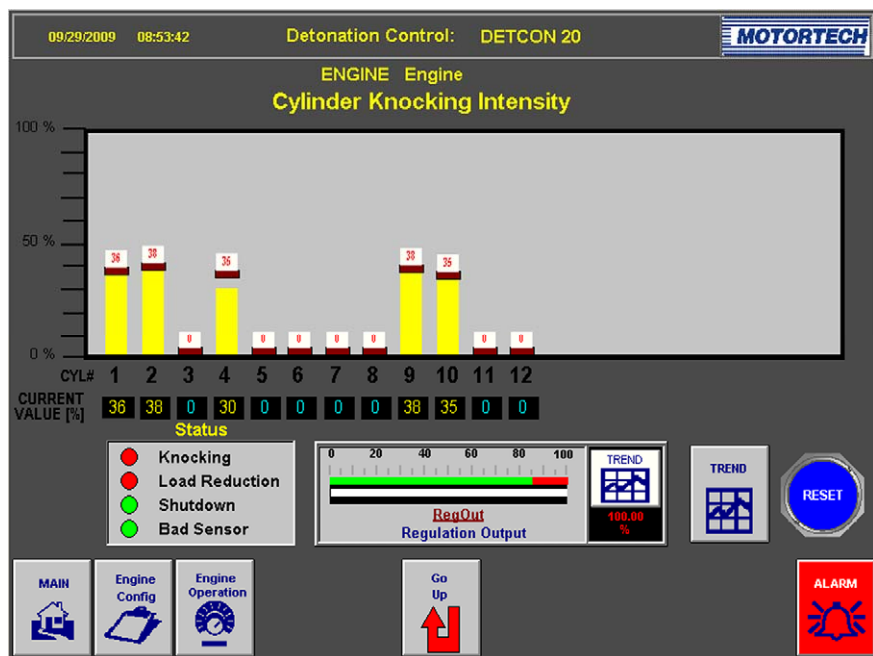 09/29/2009 08:53:42 Detonation Control: DETCON 20 MOTORTECH
ENGINE Engine
Cylinder Knocking Intensity
100 %
50 %
0 %
36 38 0 35 0 0 0 0 38 35 0 0
CYL# 1 2 3 4 5 6 7 8 9 10 11 12
CURRENT VALUE [%] 36 38 0 30 0 0 0 0 38 35 0 0
Status
Knocking
Load Reduction
Shutdown
Bad Sensor
0 20 40 60 80 100
RegOut
Regulation Output
TREND
100.00
%
TREND
RESET
MAIN
Engine
Config
Engine
Operation
Go
Up
ALARM